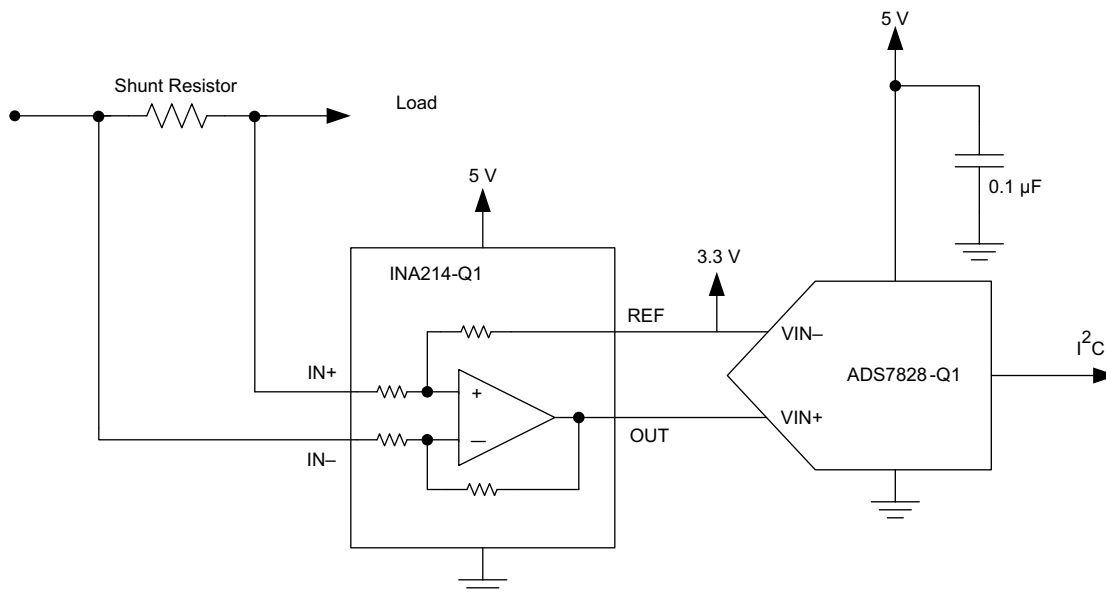 5 V
Shunt Resistor
Load
0.1 µF
5 V
INA214-Q1
3.3 V
REF
VIN–
I²C
IN+
+
ADS7828-Q1
VIN+
–
OUT
IN–